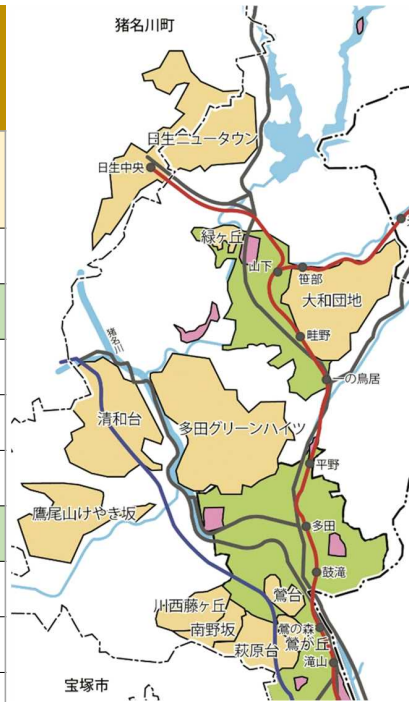 猪名川町
日生ニュータウン
日生中央
緑ケ丘
山下
笹部
大和団地
畦野
猪名川
一の鳥居
清和台
多田グリーンハイツ
平野
鷹尾山けやき坂
多田
鼓滝
鶯台
川西藤ヶ丘
南野坂
鶯の森
鶯が丘
萩原台
滝山
宝塚市